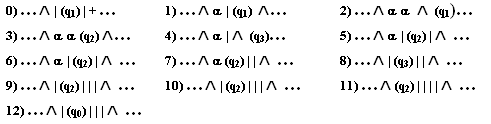 0) …Λ | (q₁) | + … 1) …Λ α | (q₁) Λ… 2) …Λ α α Λ (q₁)…
3) …Λ α α (q₂) Λ… 4) …Λ α | Λ (q₃)… 5) …Λ α | (q₂) | Λ …
6) …Λ α | (q₂) | Λ … 7) …Λ α (q₂) | | Λ … 8) …Λ | (q₃) | | Λ …
9) …Λ | (q₂) | | | Λ … 10) …Λ | (q₂) | | | Λ … 11) …Λ (q₂) | | | | Λ …
12) …Λ | (q₀) | | | Λ …